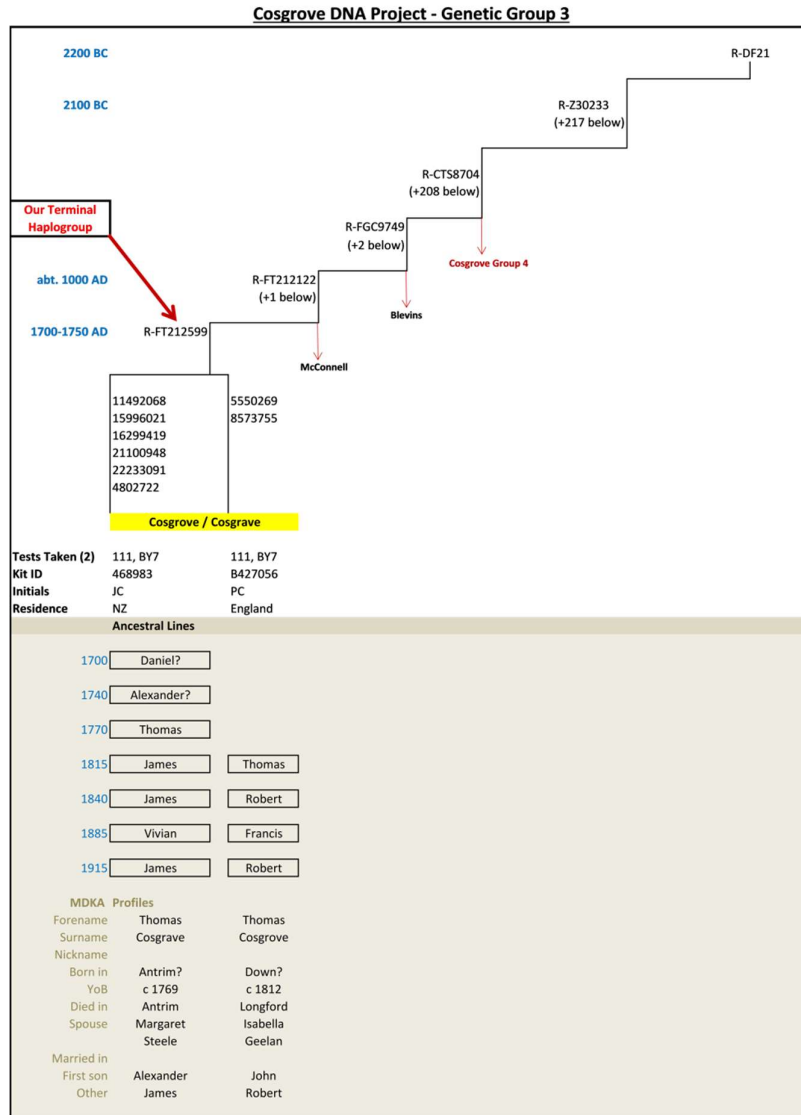 Cosgrove DNA Project - Genetic Group 3
2200 BC R-DF21
2100 BC R-Z30233
(+217 below)
R-CTS8704
(+208 below)
Our Terminal
Haplogroup
R-FGC9749
(+2 below)
Cosgrove Group 4
abt. 1000 AD R-FT212122
(+1 below)
Blevins
1700-1750 AD R-FT212599
McConnell
11492068 5550269
15996021 8573755
16299419
21100948
22233091
4802722
Cosgrove / Cosgrave
Tests Taken (2) 111, BY7 111, BY7
Kit ID 468983 B427056
Initials JC PC
Residence NZ England
Ancestral Lines
1700 Daniel?
1740 Alexander?
1770 Thomas
1815 James Thomas
1840 James Robert
1885 Vivian Francis
1915 James Robert
MDKA Profiles
Forename Thomas Thomas
Surname Cosgrave Cosgrove
Nickname
Born in Antrim? Down?
YoB c 1769 c 1812
Died in Antrim Longford
Spouse Margaret Isabella
Steele Geelan
Married in
First son Alexander John
Other James Robert